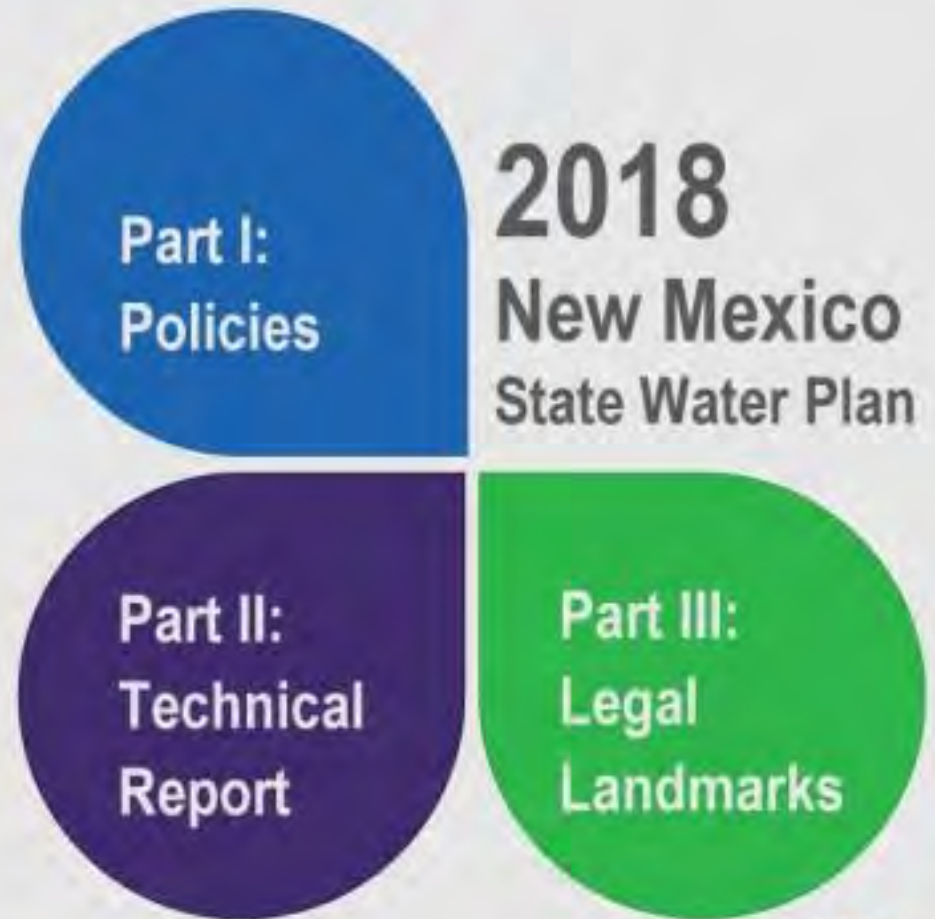 Part I:
Policies
2018
New Mexico
State Water Plan
Part II:
Technical
Report
Part III:
Legal
Landmarks